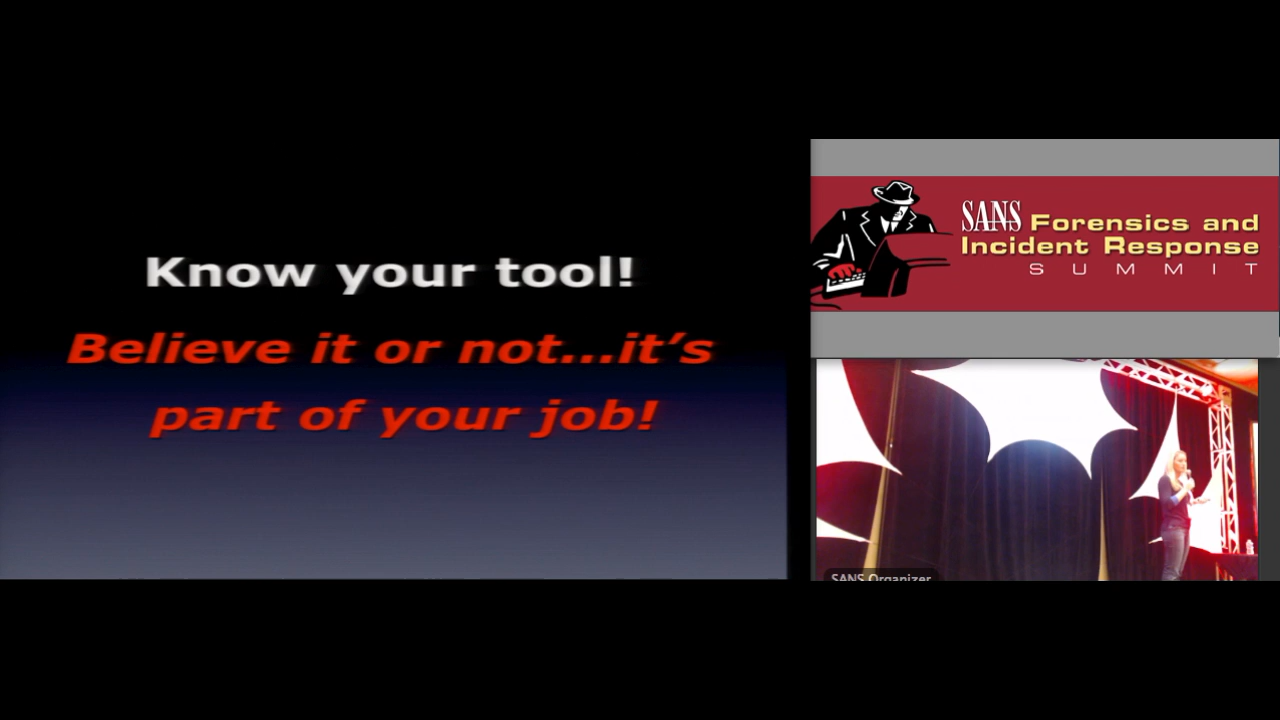 Know your tool!
Believe it or not...it's
part of your job!
SANS Forensics and
Incident Response
SUMMIT
SANS Organizer